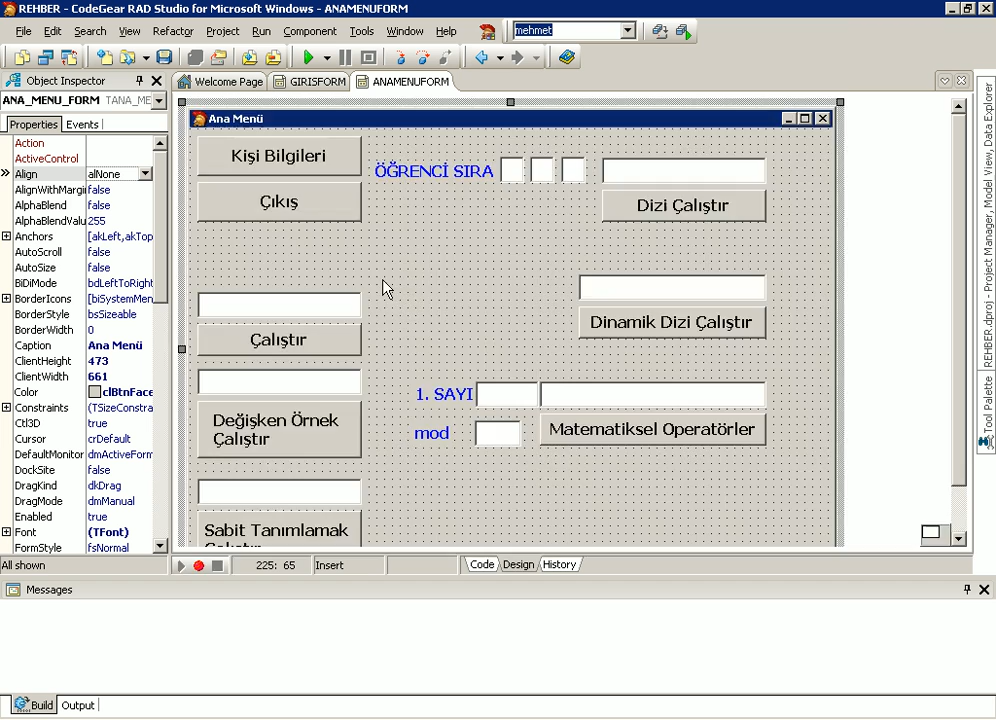 REHBER - CodeGear RAD Studio for Microsoft Windows - ANAMENUFORM
File Edit Search View Refactor Project Run Component Tools Window Help mehmet
Object Inspector
Welcome Page GIRISFORM ANAMENUFORM
ANA_MENU_FORM TANA_ME
Properties Events
Action
ActiveControl
Align alNone
AlignWithMargi false
AlphaBlend false
AlphaBlendValu 255
Anchors [akLeft,akTop
AutoScroll false
AutoSize false
BiDiMode bdLeftToRight
BorderIcons [biSystemMen
BorderStyle bsSizeable
BorderWidth 0
Caption Ana Menü
ClientHeight 473
ClientWidth 661
Color clBtnFace
Constraints (TSizeConstra
Ctl3D true
Cursor crDefault
DefaultMonitor dmActiveForm
DockSite false
DragKind dkDrag
DragMode dmManual
Enabled true
Font (TFont)
FormStyle fsNormal
All shown
Ana Menü
Kişi Bilgileri
Çıkış
ÖĞRENCİ SIRA
Dizi Çalıştır
Dinamik Dizi Çalıştır
Çalıştır
1. SAYI
Değişken Örnek
Çalıştır
mod
Matematiksel Operatörler
Sabit Tanımlamak
Çalıştır
225: 65 Insert
Code Design History
Messages
Build Output
REHBER.dproj - Project Manager, Model View, Data Explorer
Tool Palette